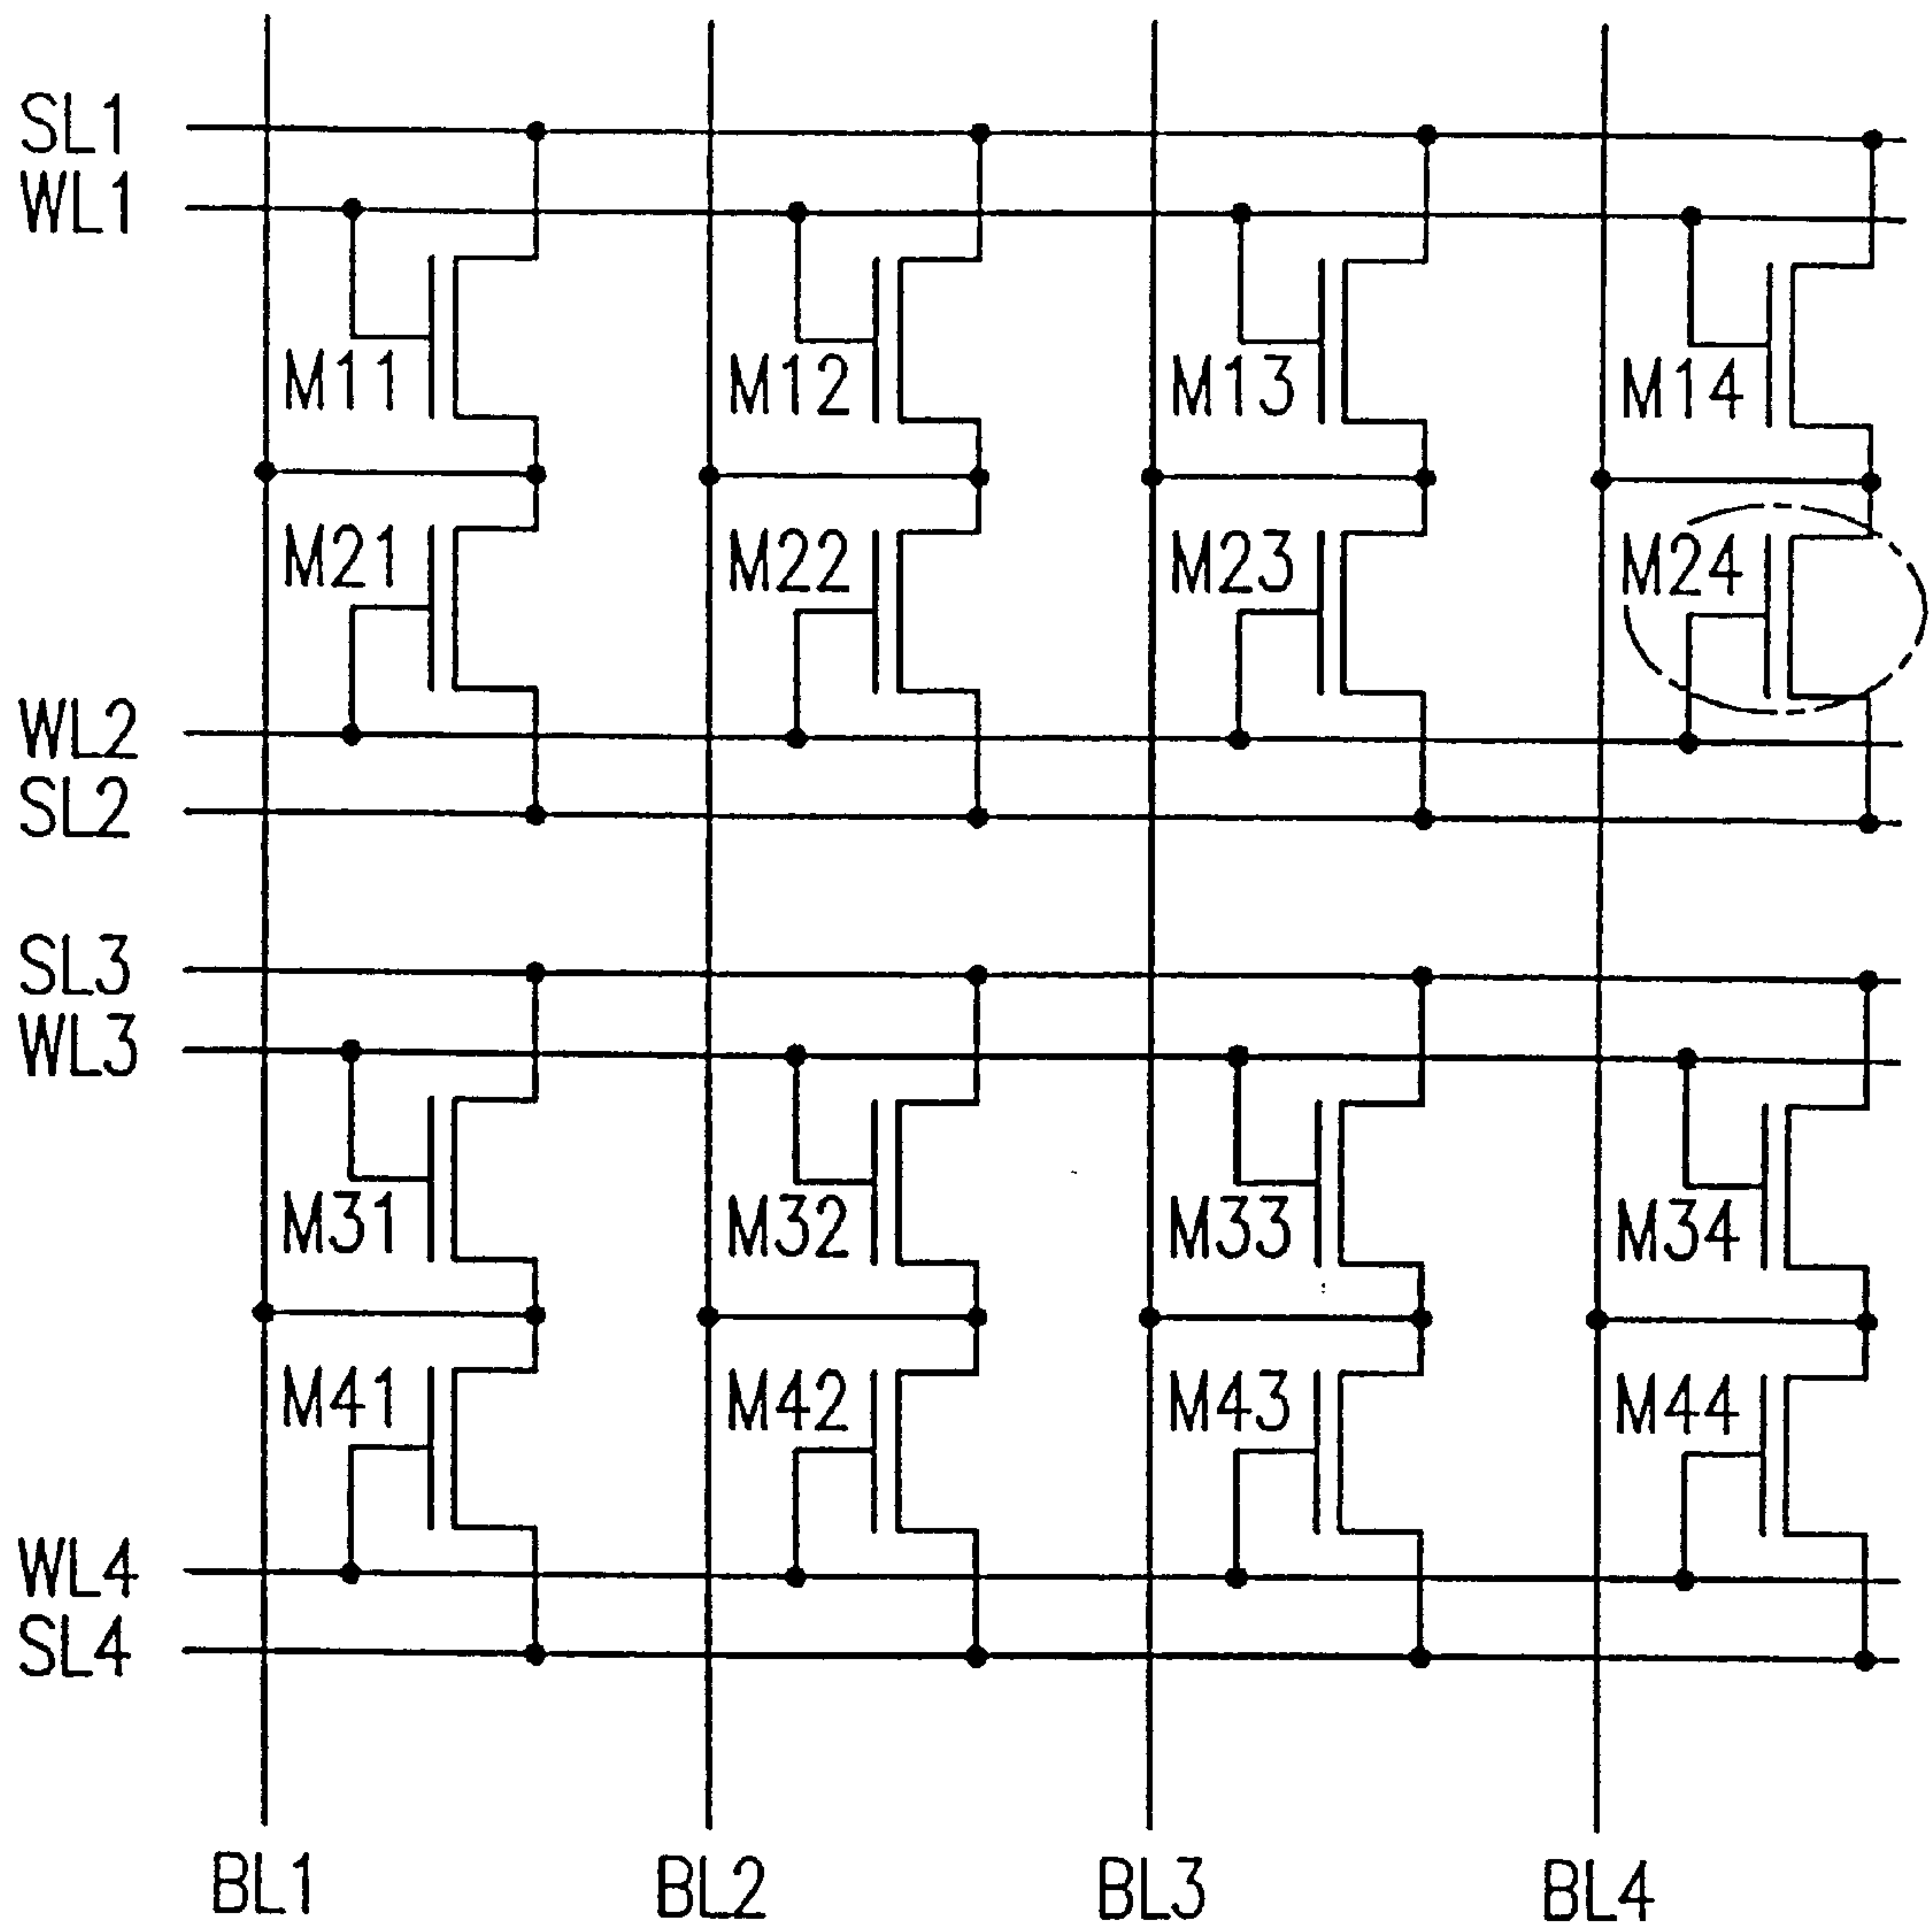 SL1
WL1
M11 M12 M13 M14
M21 M22 M23 M24
WL2
SL2
SL3
WL3
M31 M32 M33 M34
M41 M42 M43 M44
WL4
SL4
BL1 BL2 BL3 BL4